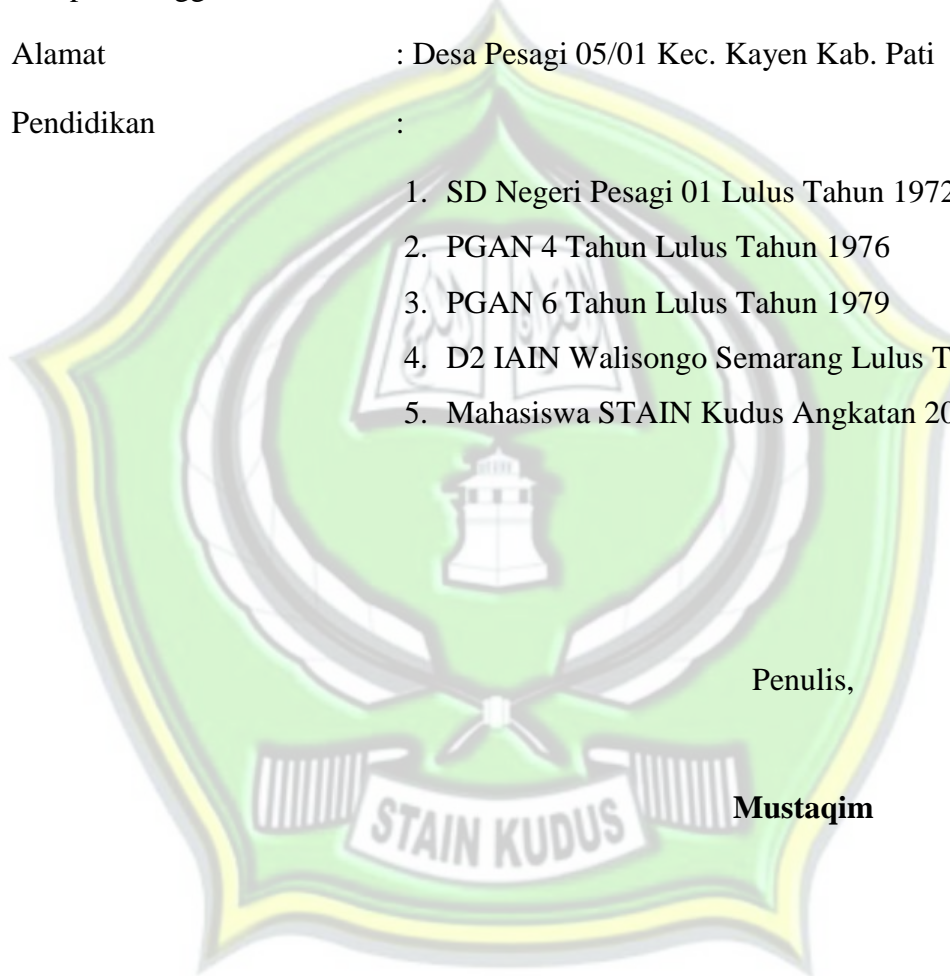 Alamat : Desa Pesagi 05/01 Kec. Kayen Kab. Pati
Pendidikan :
1. SD Negeri Pesagi 01 Lulus Tahun 1972
2. PGAN 4 Tahun Lulus Tahun 1976
3. PGAN 6 Tahun Lulus Tahun 1979
4. D2 IAIN Walisongo Semarang Lulus
5. Mahasiswa STAIN Kudus Angkatan
Penulis,
Mustaqim
STAIN KUDUS